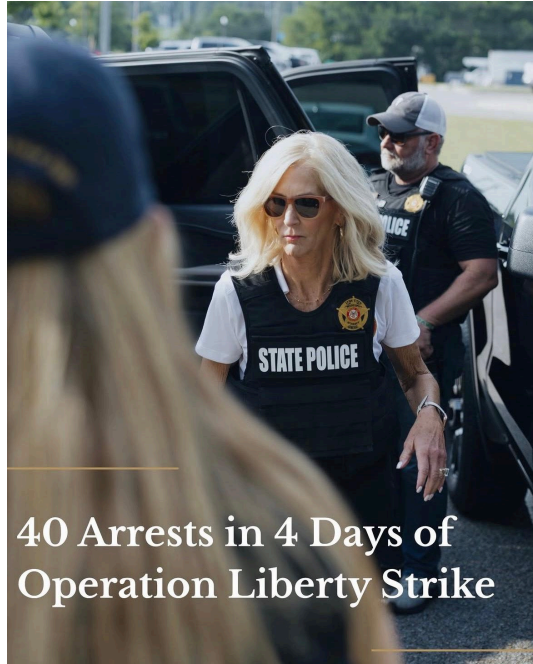 STATE POLICE
POLICE
40 Arrests in 4 Days of
Operation Liberty Strike